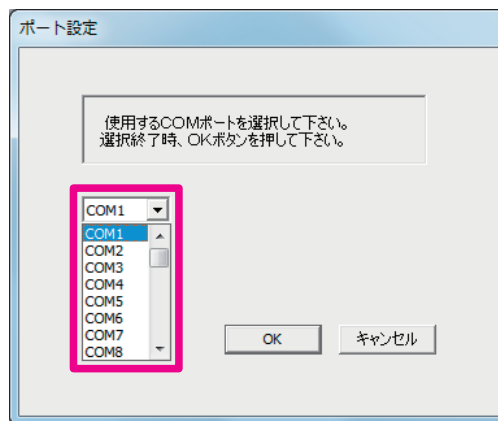 ポート設定
使用するCOMポートを選択して下さい。
選択終了時、OKボタンを押して下さい。
COM1
COM1
COM2
COM3
COM4
COM5
COM6
COM7
COM8
OK
キャンセル